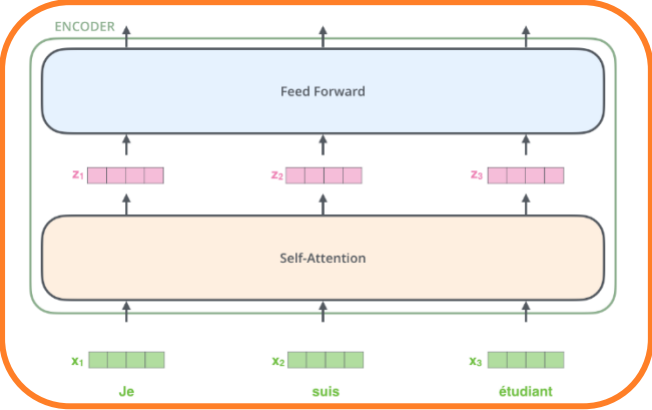 ENCODER
Feed Forward
z₁ z₂ z₃
Self-Attention
x₁ x₂ x₃
Je suis étudiant